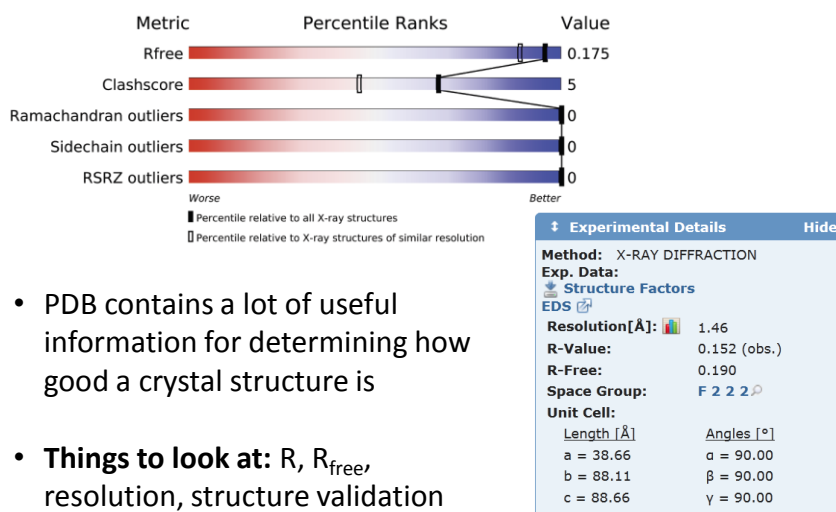 Metric Percentile Ranks Value
Rfree 0.175
Clashscore 5
Ramachandran outliers 0
Sidechain outliers 0
RSRZ outliers 0
Worse Better
Percentile relative to all X-ray structures
Percentile relative to X-ray structures of similar resolution
• PDB contains a lot of useful
information for determining how
good a crystal structure is
• Things to look at: R, Rfree,
resolution, structure validation
Experimental Details Hide
Method: X-RAY DIFFRACTION
Exp. Data:
Structure Factors
EDS
Resolution[Å]: 1.46
R-Value: 0.152 (obs.)
R-Free: 0.190
Space Group: F 2 2 2
Unit Cell:
Length [Å] Angles [°]
a = 38.66 α = 90.00
b = 88.11 β = 90.00
c = 88.66 γ = 90.00